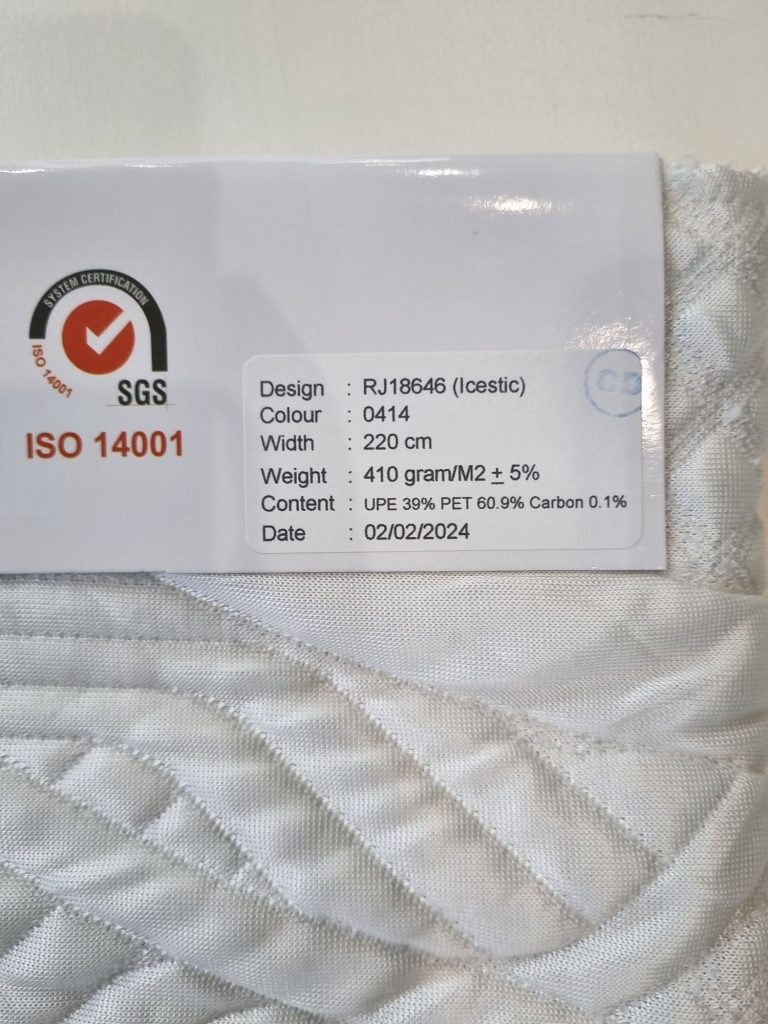 SYSTEM CERTIFICATION
ISO 14001
SGS
ISO 14001
CD
Design : RJ18646 (Icestic)
Colour : 0414
Width : 220 cm
Weight : 410 gram/M2 ± 5%
Content : UPE 39% PET 60.9% Carbon 0.1%
Date : 02/02/2024